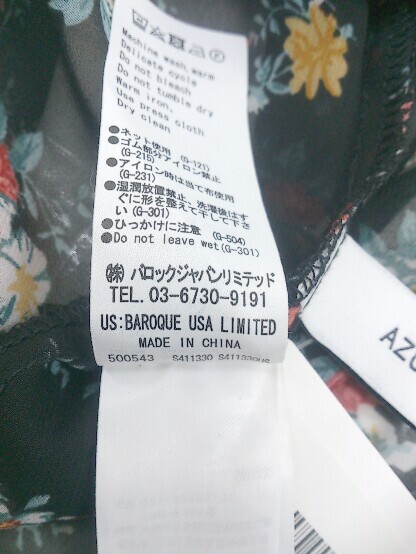 Machine wash,warm
Delicate cycle
Do not bleach
Do not tumble dry
Warm iron.
Use press cloth
Dry clean
●ネット使用 (G-121)
●ゴム部分アイロン禁止
(G-215)
●アイロン時は当て布使用
(G-231)
●湿潤放置禁止、洗濯後はす
ぐに形を整えて干して下さ
い(G-301)
●ひっかけに注意 (G-504)
●Do not leave wet(G-301)
㈱ バロックジャパンリミテッド
TEL. 03-6730-9191
US:BAROQUE USA LIMITED
MADE IN CHINA
500543 S411330 S411330US
AZU